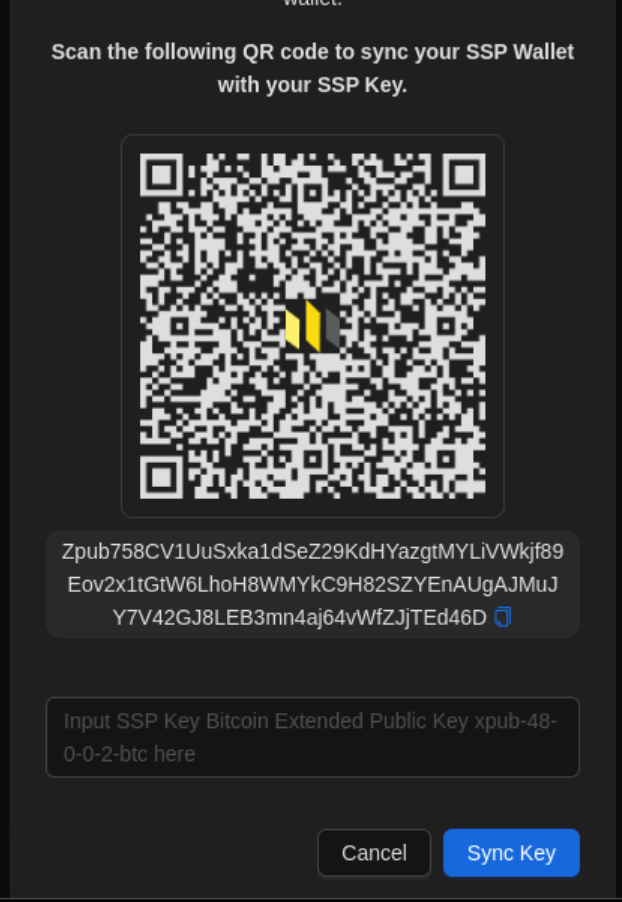 wallet.
Scan the following QR code to sync your SSP Wallet
with your SSP Key.
Zpub758CV1UuSxka1dSeZ29KdHYazgtMYLiVWkjf89
Eov2x1tGtW6LhoH8WMYkC9H82SZYEnAUgAJMuJ
Y7V42GJ8LEB3mn4aj64vWfZJjTEd46D
Input SSP Key Bitcoin Extended Public Key xpub-48-
0-0-2-btc here
Cancel
Sync Key